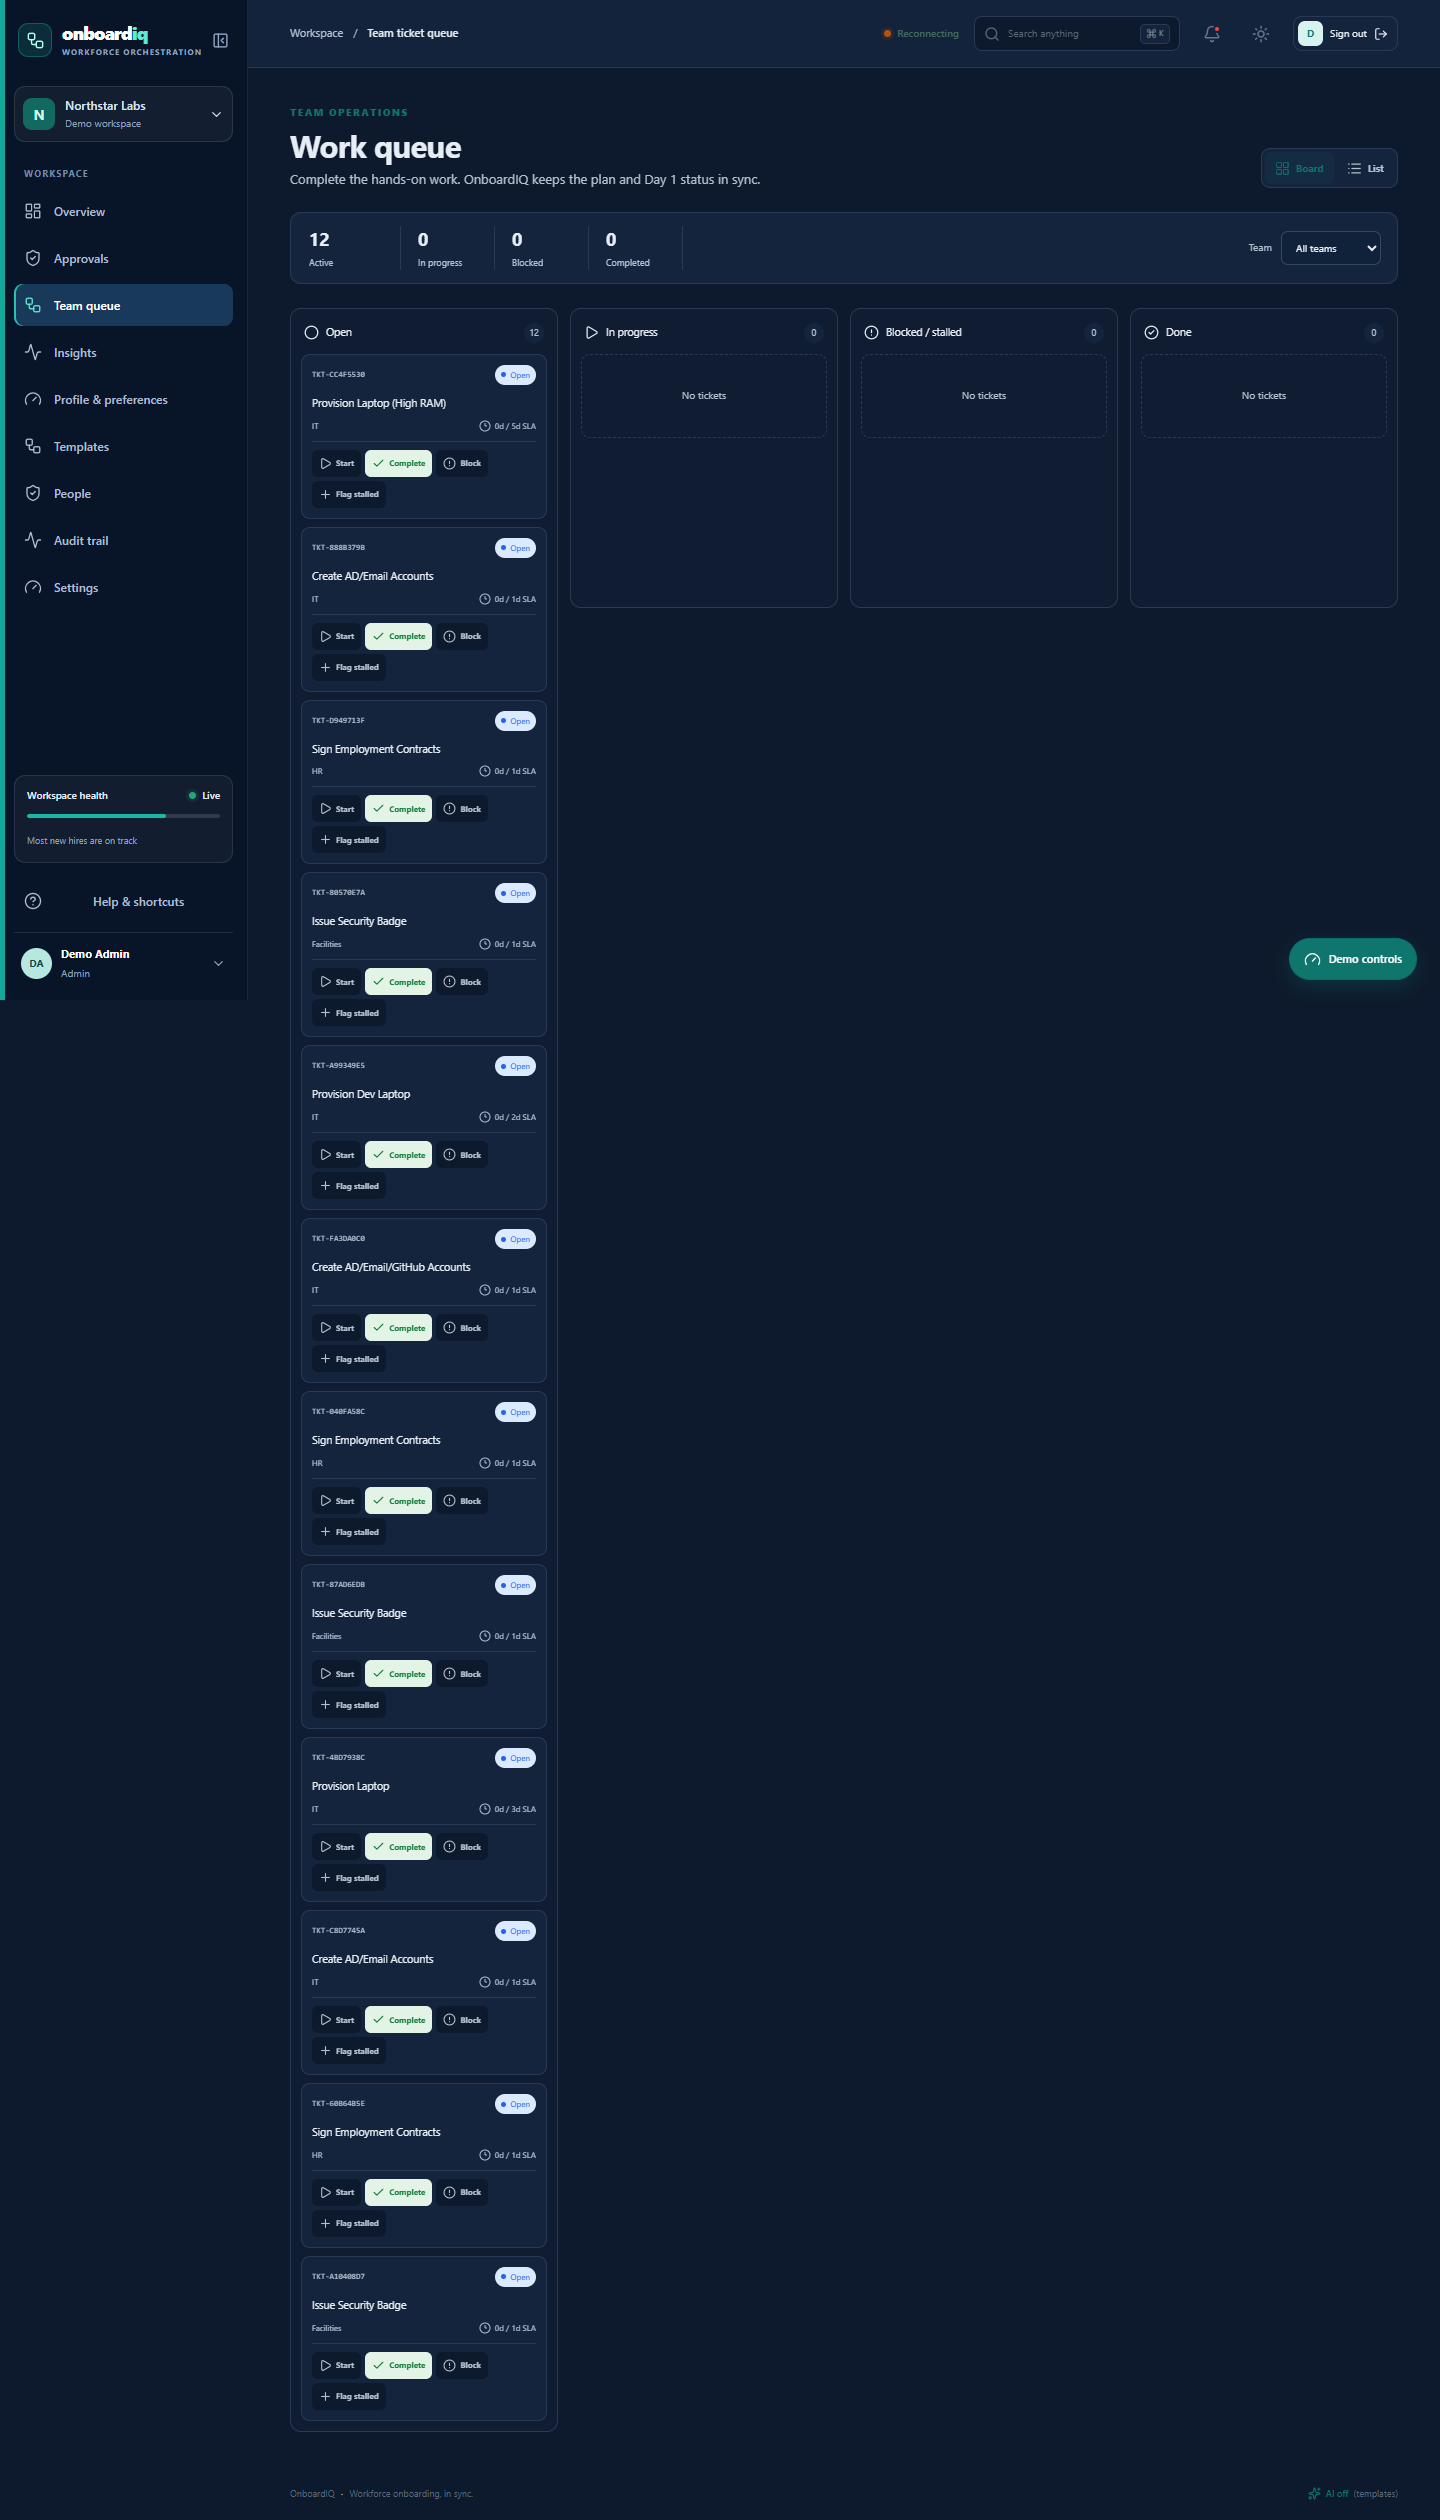 onboardiq
WORKFORCE ORCHESTRATION
N
Northstar Labs
Demo workspace
WORKSPACE
Overview
Approvals
Team queue
Insights
Profile & preferences
Templates
People
Audit trail
Settings
Workspace health
Live
Most new hires are on track
Help & shortcuts
DA
Demo Admin
Admin
Workspace / Team ticket queue
Reconnecting
Search anything
⌘ K
D
Sign out
TEAM OPERATIONS
Work queue
Complete the hands-on work. OnboardIQ keeps the plan and Day 1 status in sync.
Board
List
12
Active
0
In progress
0
Blocked
0
Completed
Team
All teams
Open
12
TKT-CC4F5530
Open
Provision Laptop (High RAM)
IT
0d / 5d SLA
Start
Complete
Block
Flag stalled
TKT-888B379B
Open
Create AD/Email Accounts
IT
0d / 1d SLA
Start
Complete
Block
Flag stalled
TKT-D949713F
Open
Sign Employment Contracts
HR
0d / 1d SLA
Start
Complete
Block
Flag stalled
TKT-80570E7A
Open
Issue Security Badge
Facilities
0d / 1d SLA
Start
Complete
Block
Flag stalled
TKT-A99349E5
Open
Provision Dev Laptop
IT
0d / 2d SLA
Start
Complete
Block
Flag stalled
TKT-FA3DA0C0
Open
Create AD/Email/GitHub Accounts
IT
0d / 1d SLA
Start
Complete
Block
Flag stalled
TKT-040FA58C
Open
Sign Employment Contracts
HR
0d / 1d SLA
Start
Complete
Block
Flag stalled
TKT-87AD6EDB
Open
Issue Security Badge
Facilities
0d / 1d SLA
Start
Complete
Block
Flag stalled
TKT-4BD7938C
Open
Provision Laptop
IT
0d / 3d SLA
Start
Complete
Block
Flag stalled
TKT-C8D7745A
Open
Create AD/Email Accounts
IT
0d / 1d SLA
Start
Complete
Block
Flag stalled
TKT-60B64B5E
Open
Sign Employment Contracts
HR
0d / 1d SLA
Start
Complete
Block
Flag stalled
TKT-A10408D7
Open
Issue Security Badge
Facilities
0d / 1d SLA
Start
Complete
Block
Flag stalled
In progress
0
No tickets
Blocked / stalled
0
No tickets
Done
0
No tickets
Demo controls
OnboardIQ · Workforce onboarding, in sync.
AI off (templates)